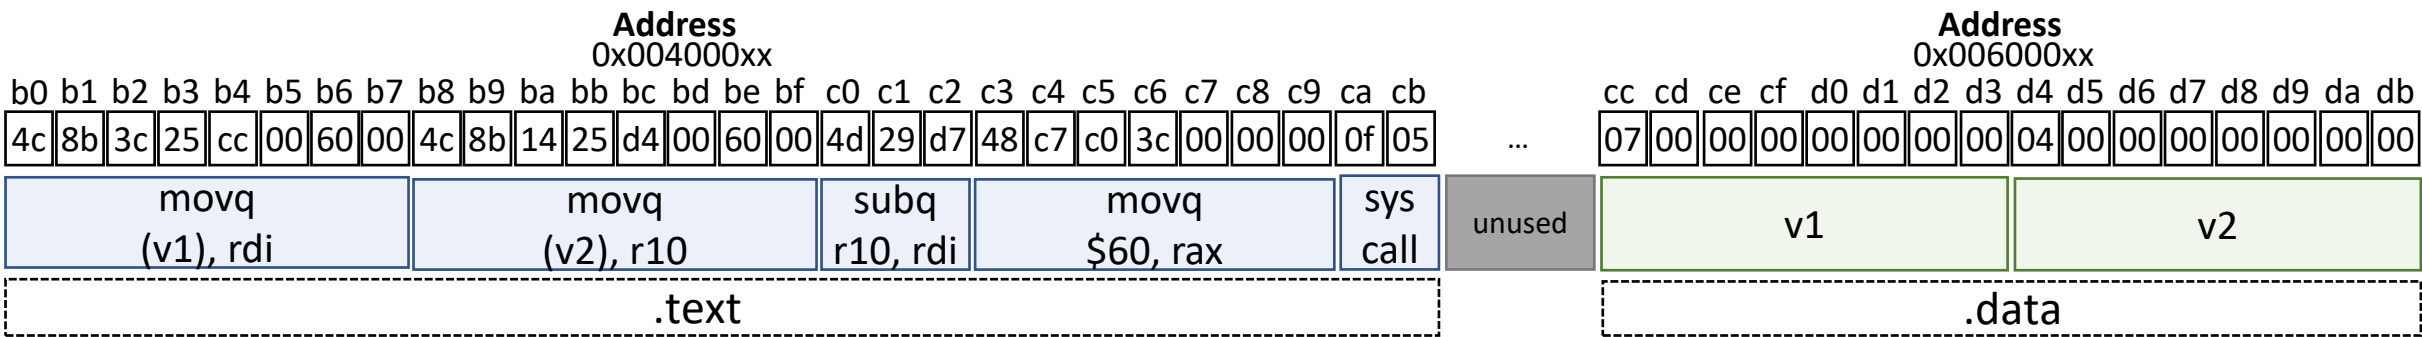 Address Address
0x004000xx 0x006000xx
b0 b1 b2 b3 b4 b5 b6 b7 b8 b9 ba bb bc bd be bf c0 c1 c2 c3 c4 c5 c6 c7 c8 c9 ca cb cc cd ce cf d0 d1 d2 d3 d4 d5 d6 d7 d8 d9 da db
4c 8b 3c 25 cc 00 60 00 4c 8b 14 25 d4 00 60 00 4d 29 d7 48 c7 c0 3c 00 00 00 0f 05 ... 07 00 00 00 00 00 00 00 04 00 00 00 00 00 00 00
movq
(v1), rdi
movq
(v2), r10
subq
r10, rdi
movq
$60, rax
sys
call
unused
v1
v2
.text
.data